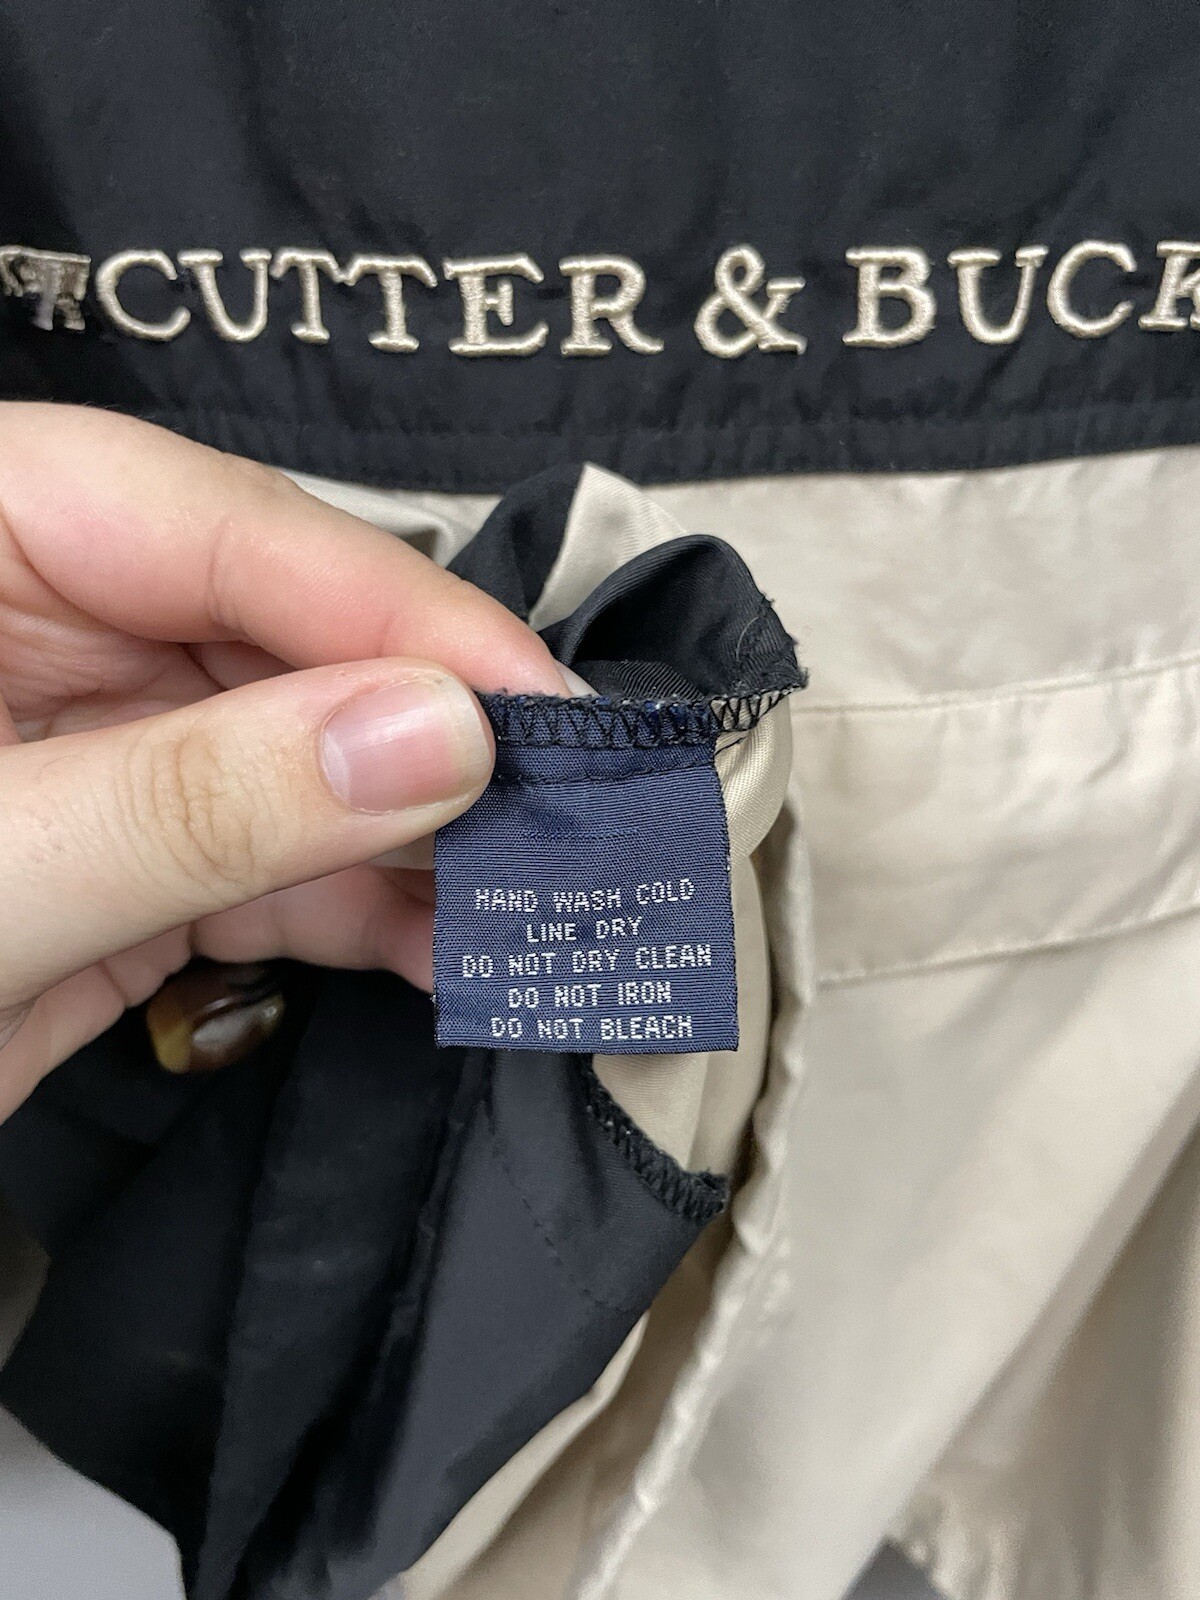 CUTTER & BUCK
HAND WASH COLD
LINE DRY
DO NOT DRY CLEAN
DO NOT IRON
DO NOT BLEACH